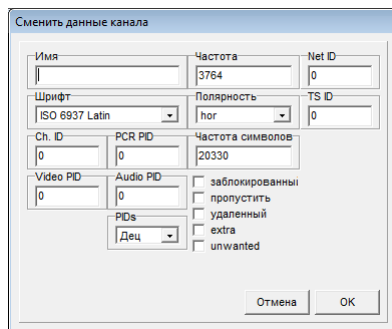 Сменить данные канала
Имя Частота Net ID
3764 0
Шрифт Полярность TS ID
ISO 6937 Latin hor 0
Ch. ID PCR PID Частота символов
0 0 20330
Video PID Audio PID
0 0
заблокированны
пропустить
PIDs удаленный
Дец extra
unwanted
Отмена OK